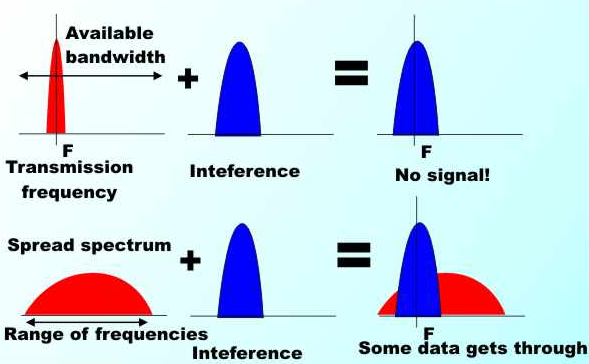 Available
bandwidth
F
Transmission
frequency
Inteference
F
No signal!
Spread spectrum
Range of frequencies
Inteference
F
Some data gets through